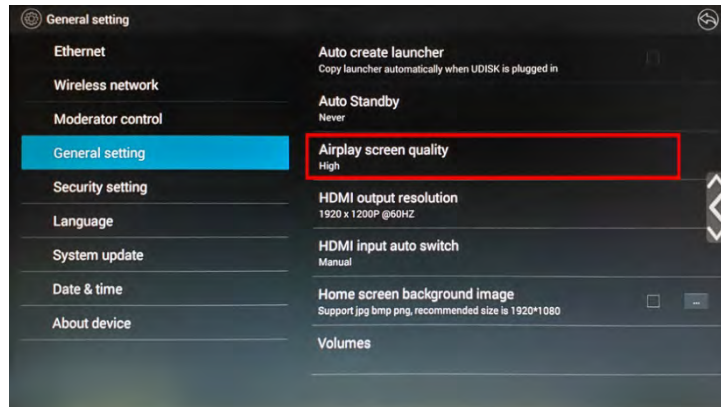 General setting
Ethernet
Wireless network
Moderator control
General setting
Security setting
Language
System update
Date & time
About device
Auto create launcher
Copy launcher automatically when UDISK is plugged in
Auto Standby
Never
Airplay screen quality
High
HDMI output resolution
1920 x 1200P @60HZ
HDMI input auto switch
Manual
Home screen background image
Support jpg bmp png, recommended size is 1920*1080
...
Volumes